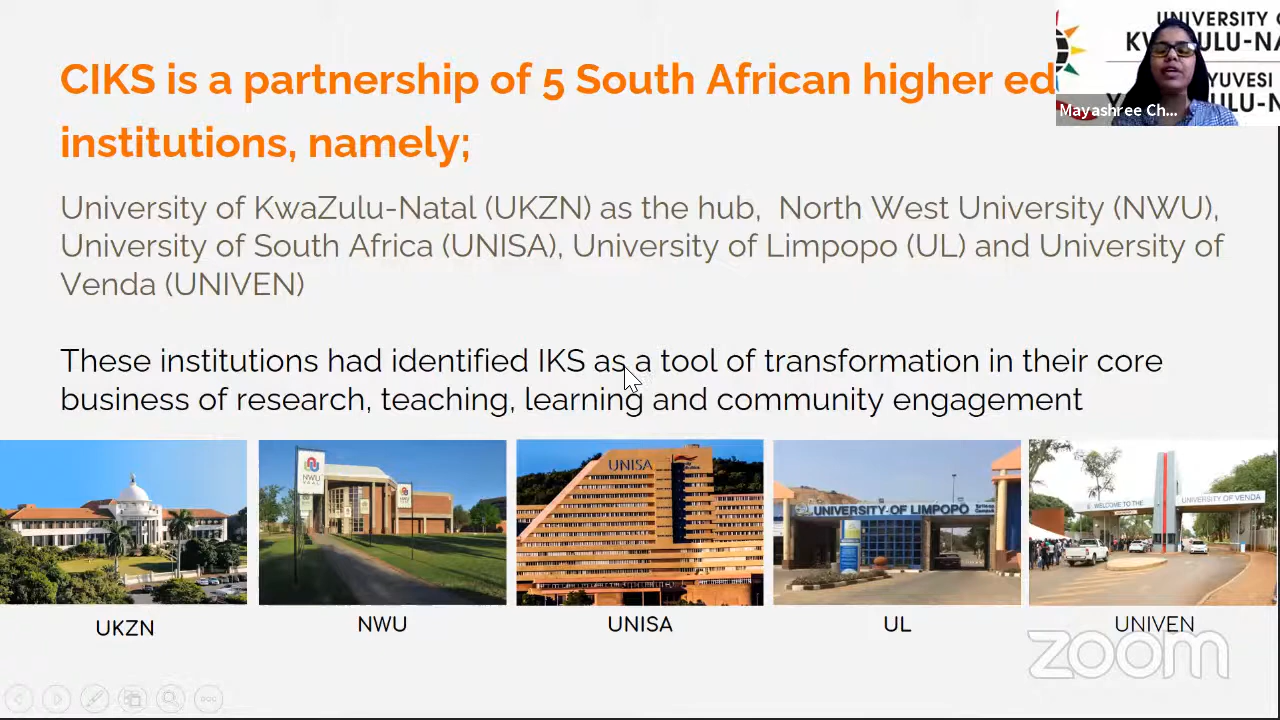 CIKS is a partnership of 5 South African higher ed
institutions, namely;
University of KwaZulu-Natal (UKZN) as the hub, North West University (NWU),
University of South Africa (UNISA), University of Limpopo (UL) and University of
Venda (UNIVEN)
These institutions had identified IKS as a tool of transformation in their core
business of research, teaching, learning and community engagement
UNIVERSITY
Mayashree Ch...
NWU
UNISA
UNIVERSITY OF LIMPOPO
WELCOME TO THE
UNIVERSITY OF VENDA
UKZN
NWU
UNISA
UL
UNIVEN
zoom